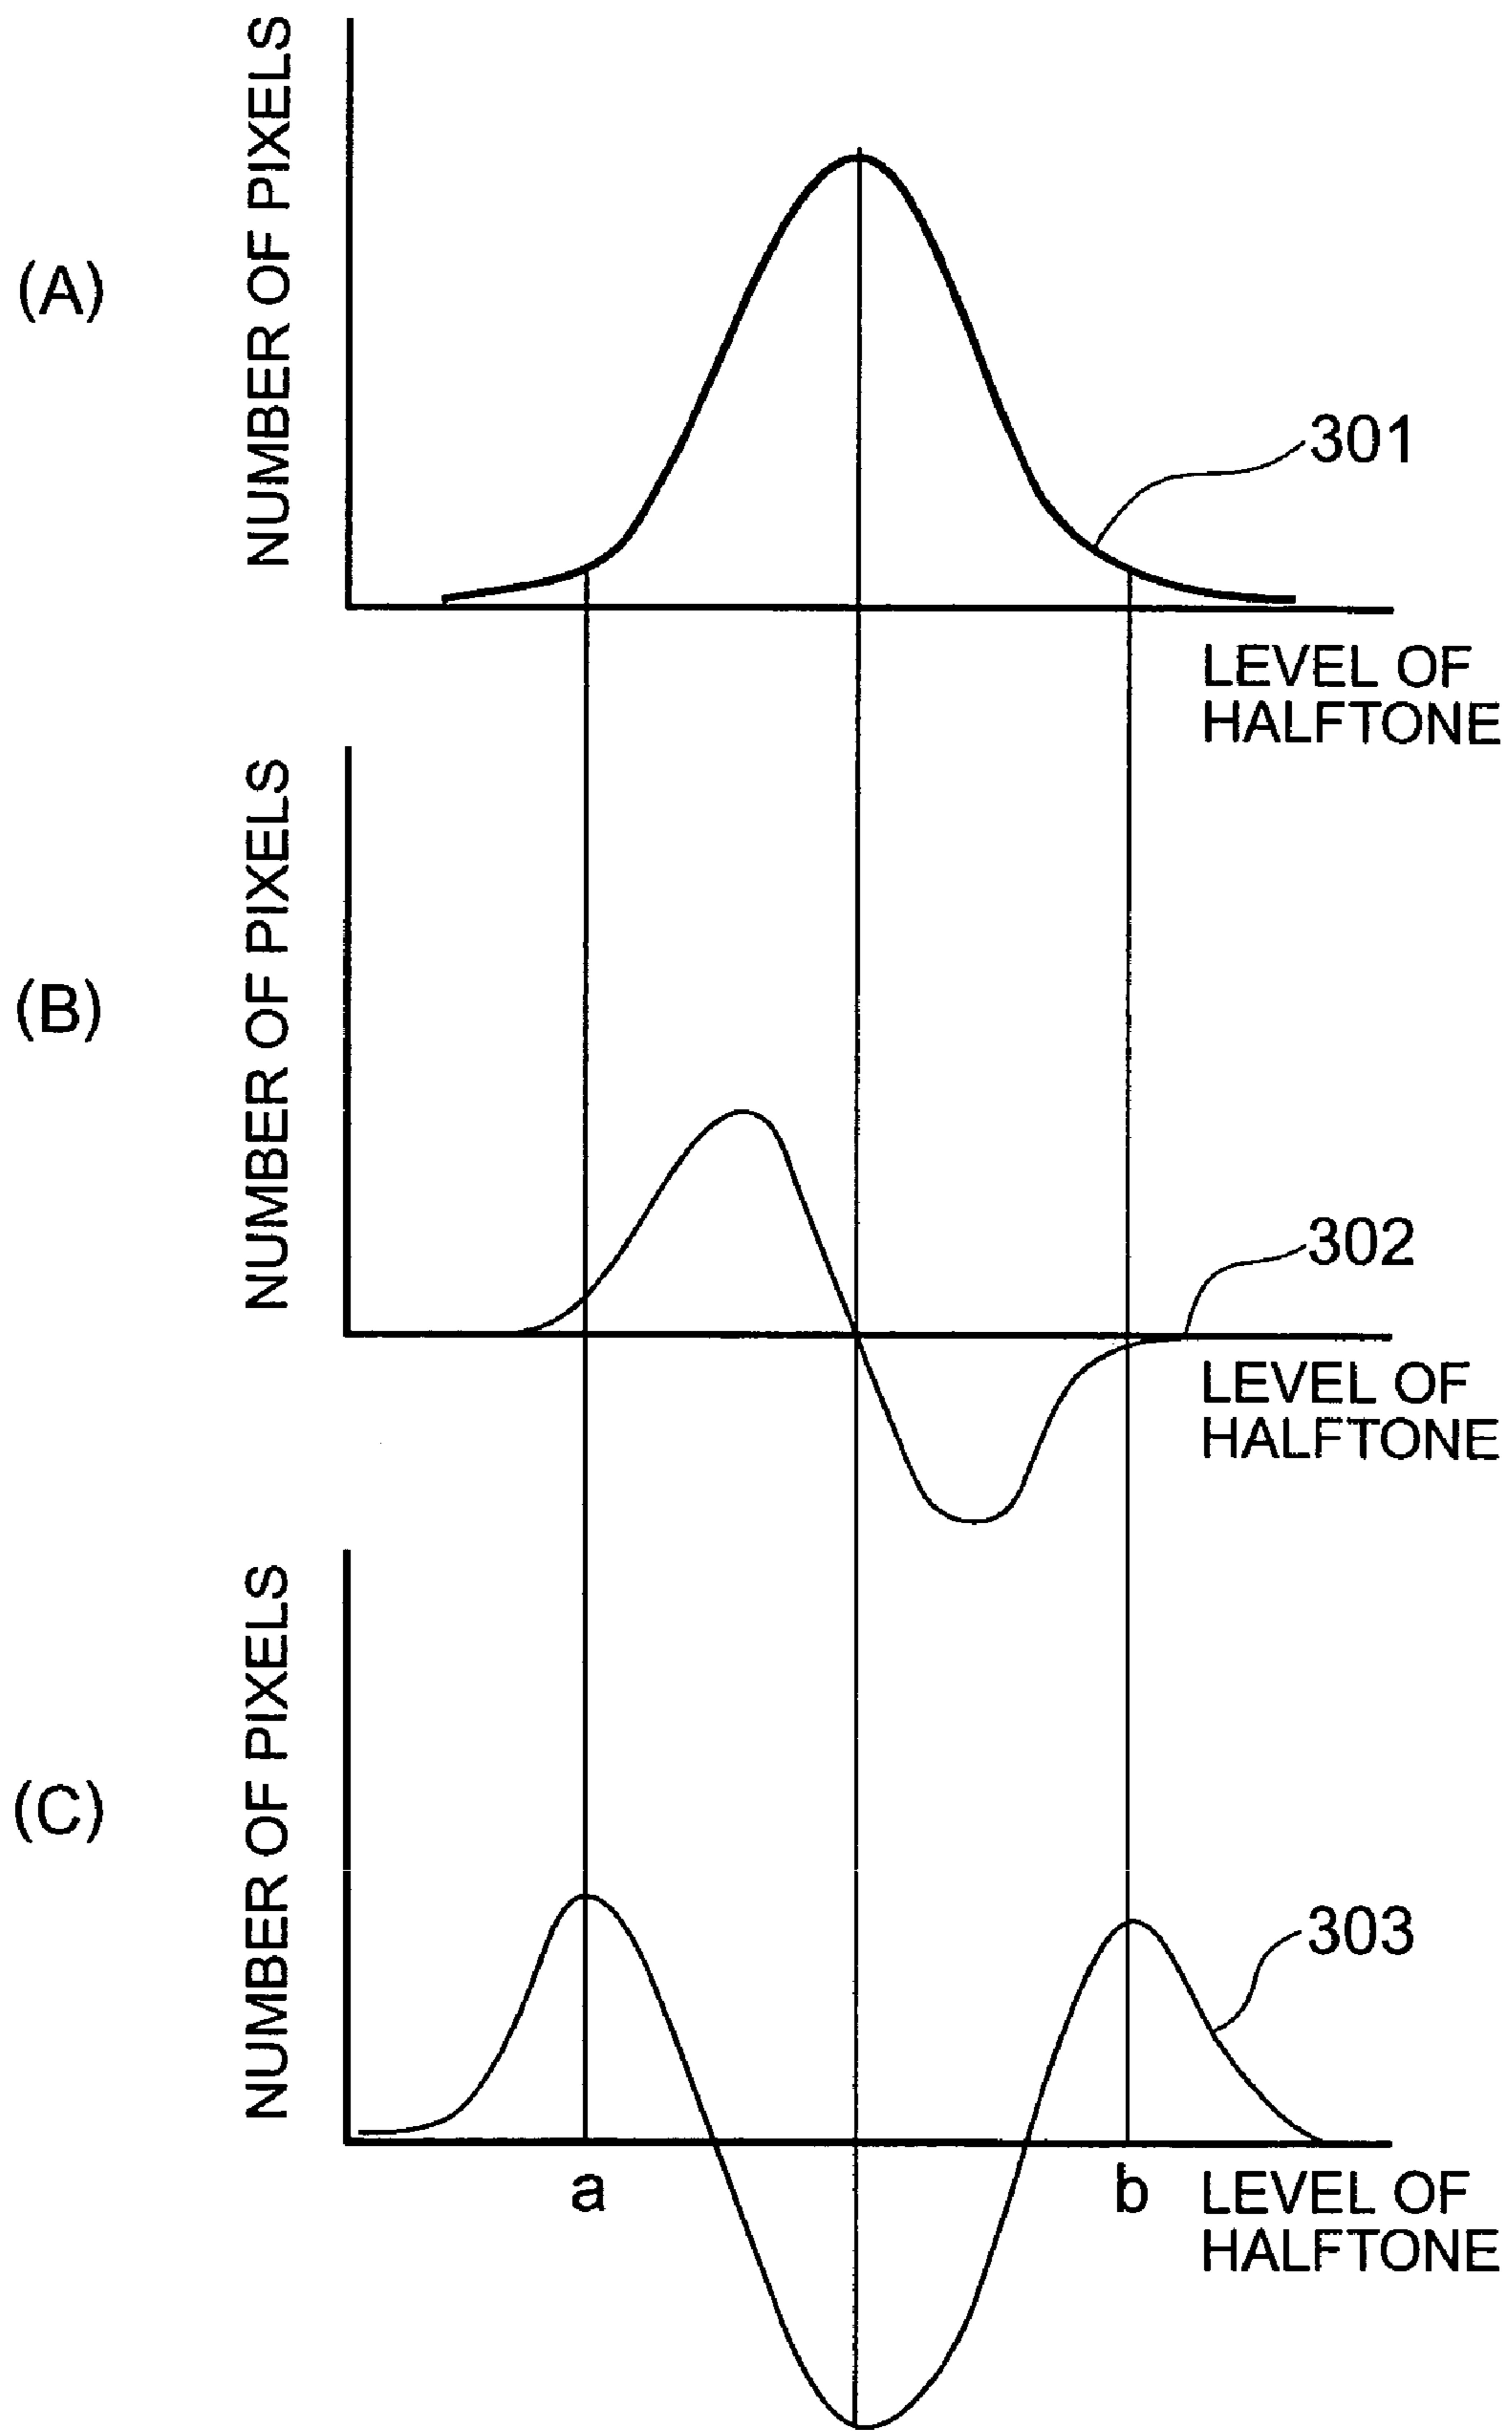 (A)
NUMBER OF PIXELS
301
LEVEL OF
HALFTONE
(B)
NUMBER OF PIXELS
302
LEVEL OF
HALFTONE
(C)
NUMBER OF PIXELS
303
a
b
LEVEL OF
HALFTONE